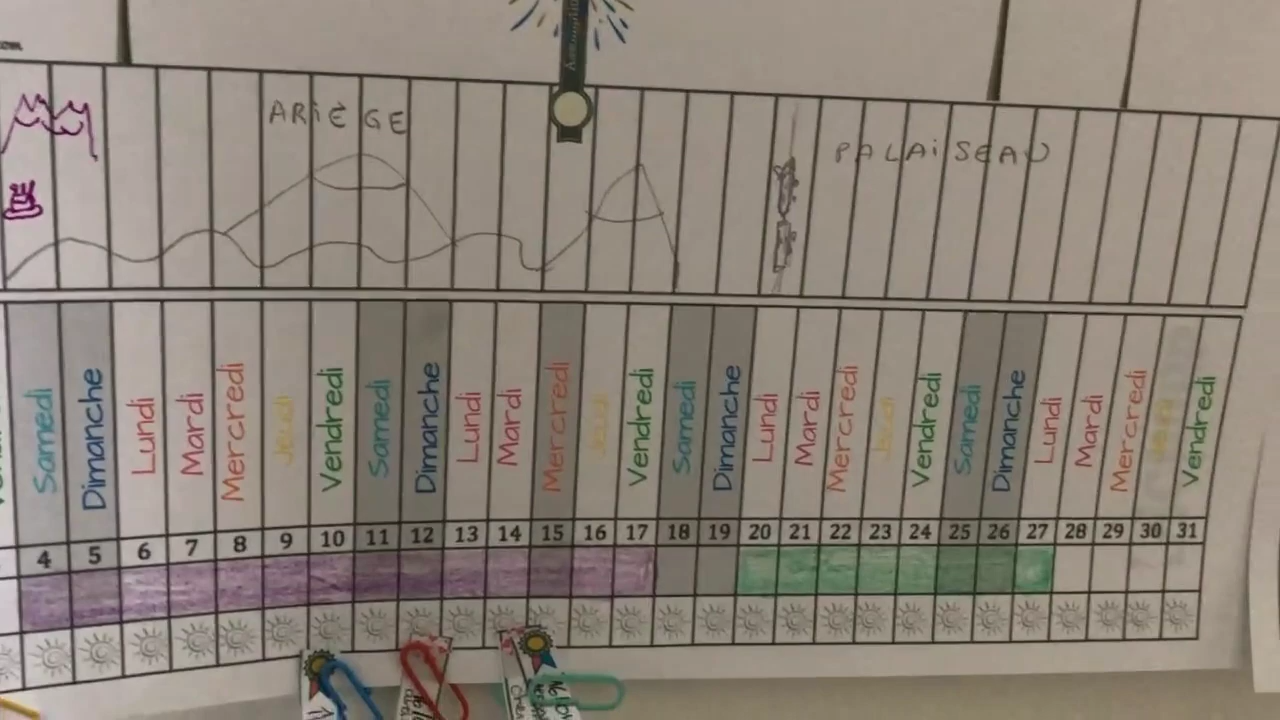 ARIÈGE
PALAiSEAU
Samedi Dimanche Lundi Mardi Mercredi Jeudi Vendredi Samedi Dimanche Lundi Mardi Mercredi Jeudi Vendredi Samedi Dimanche Lundi Mardi Mercredi Jeudi Vendredi Samedi Dimanche Lundi Mardi Mercredi Vendredi
4 5 6 7 8 9 10 11 12 13 14 15 16 17 18 19 20 21 22 23 24 25 26 27 28 29 30 31